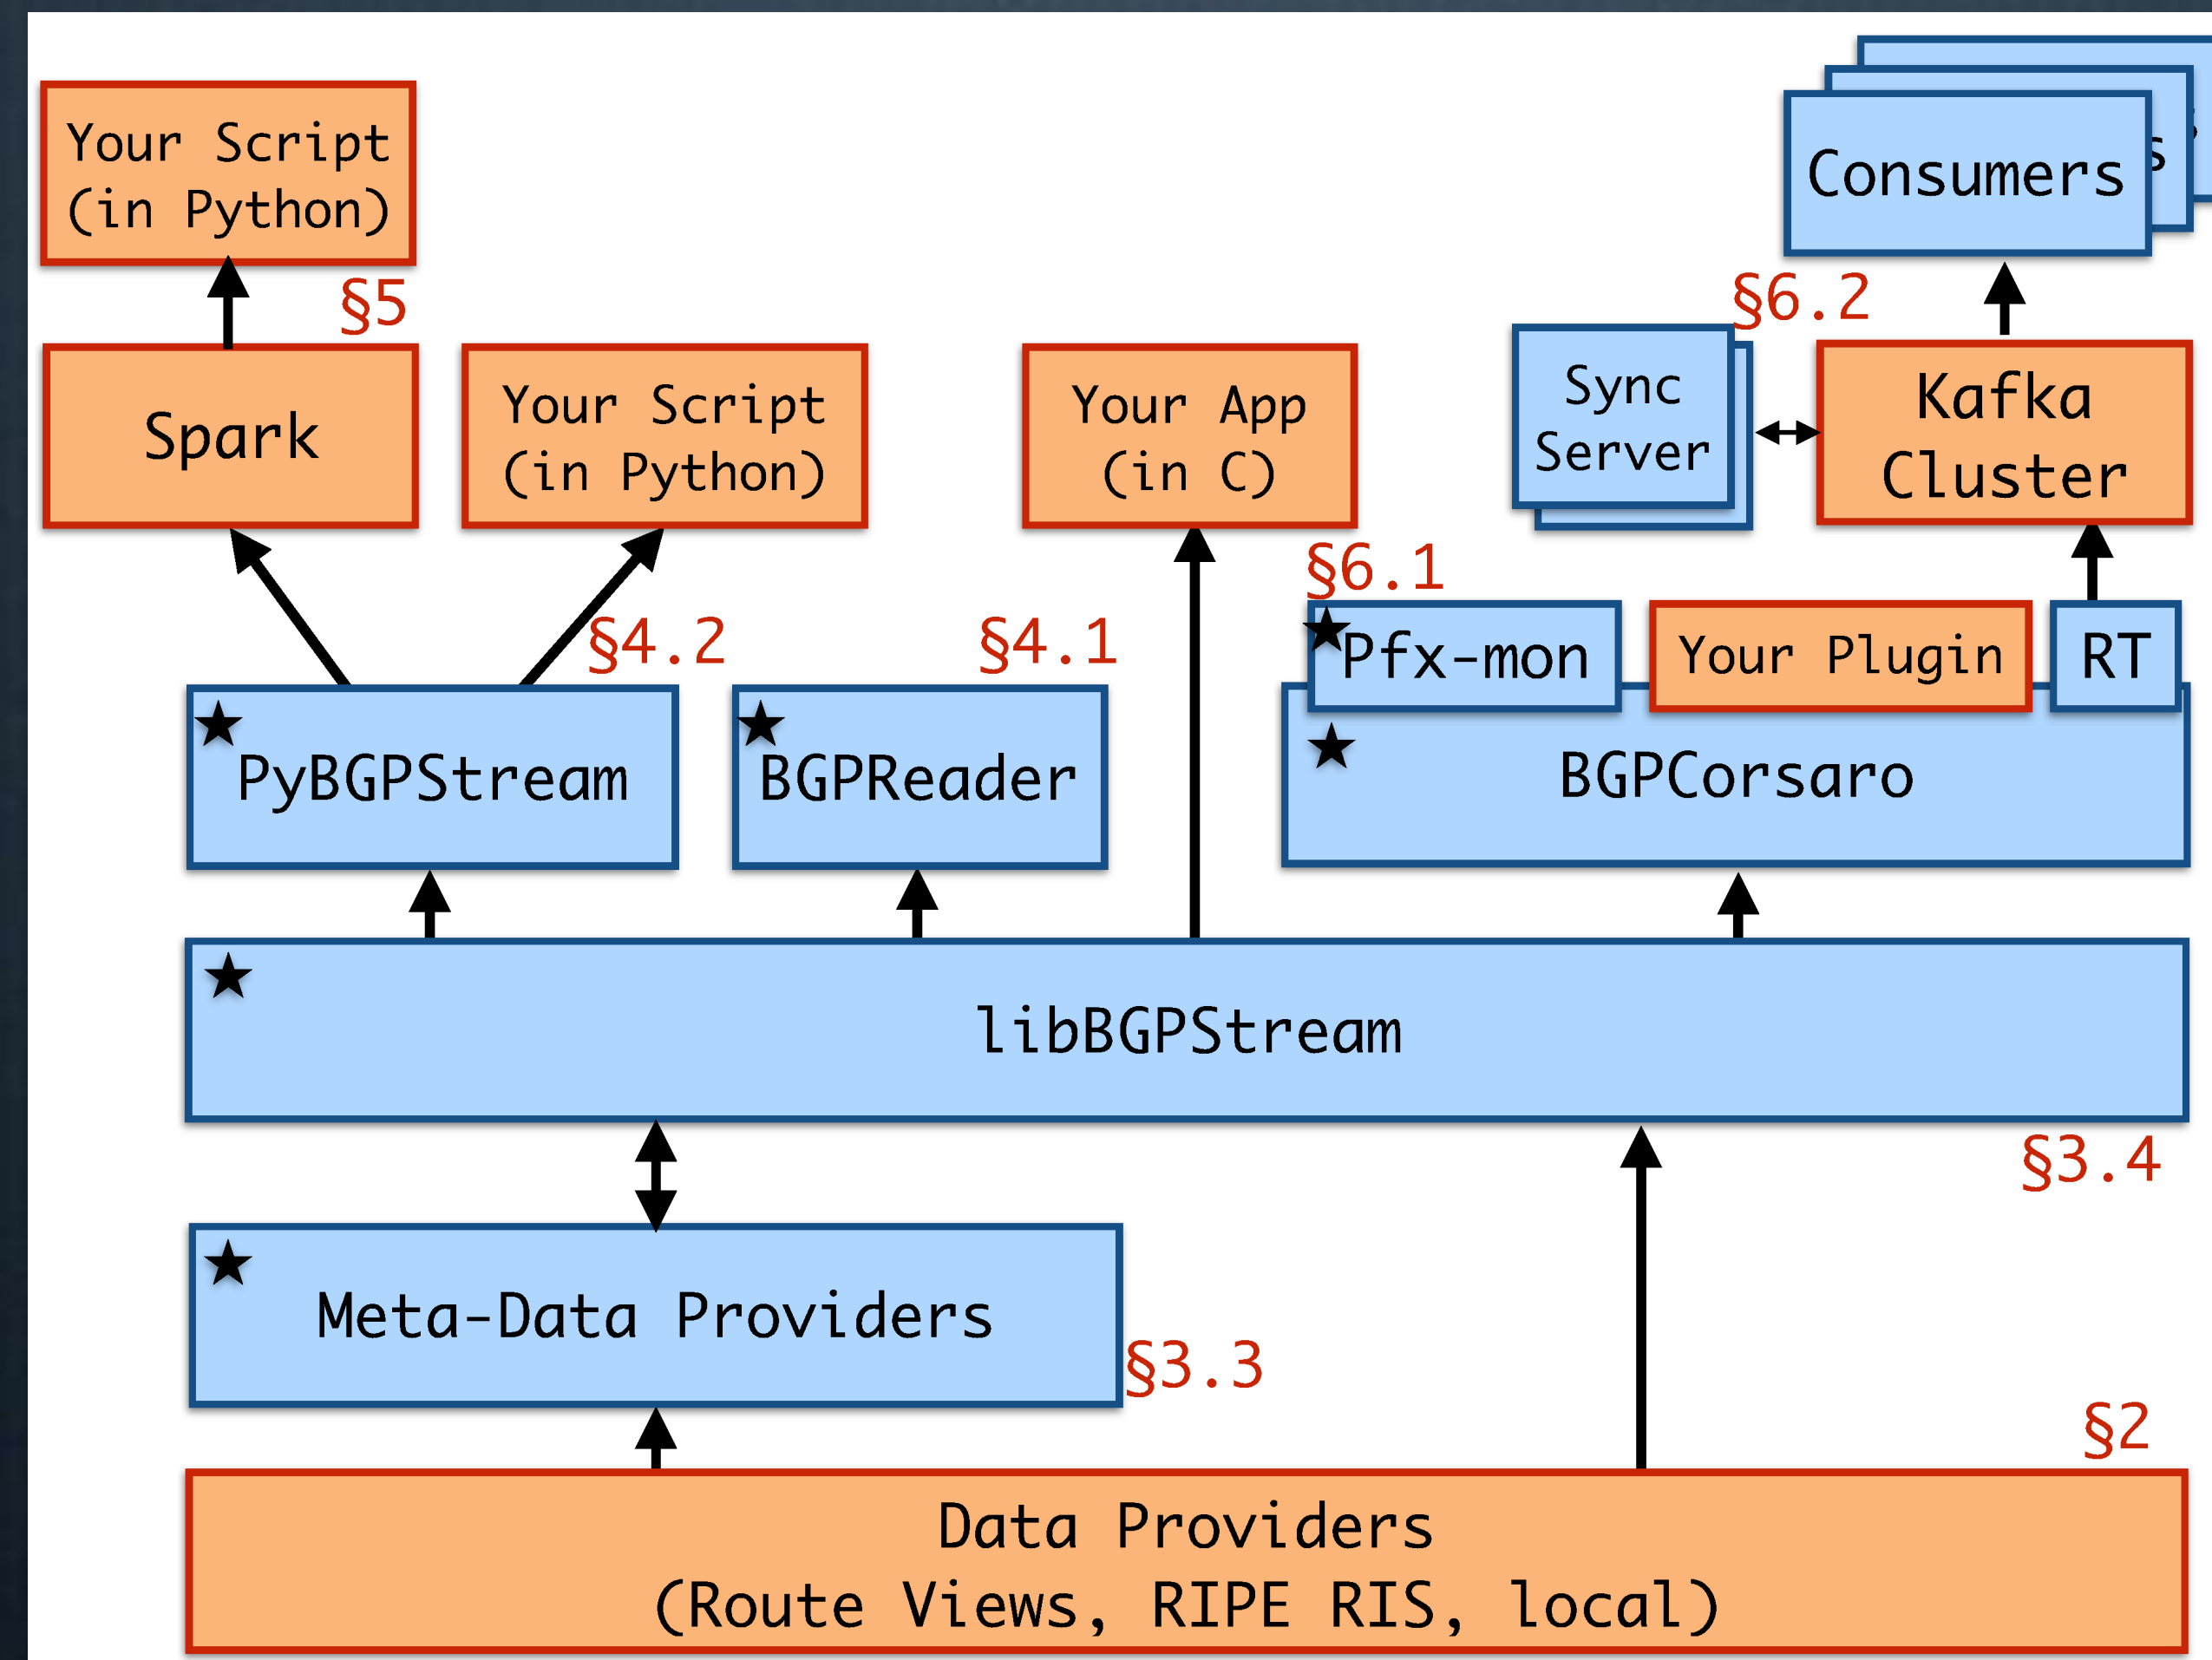 Your Script
(in Python)
Consumers
s
s
§5
§6.2
Spark
Your Script
(in Python)
Your App
(in C)
Sync
Server
Kafka
Cluster
§6.1
§4.2
§4.1
Pfx-mon
Your Plugin
RT
PyBGPStream
BGPReader
BGPCorsaro
libBGPStream
§3.4
Meta-Data Providers
§3.3
§2
Data Providers
(Route Views, RIPE RIS, local)